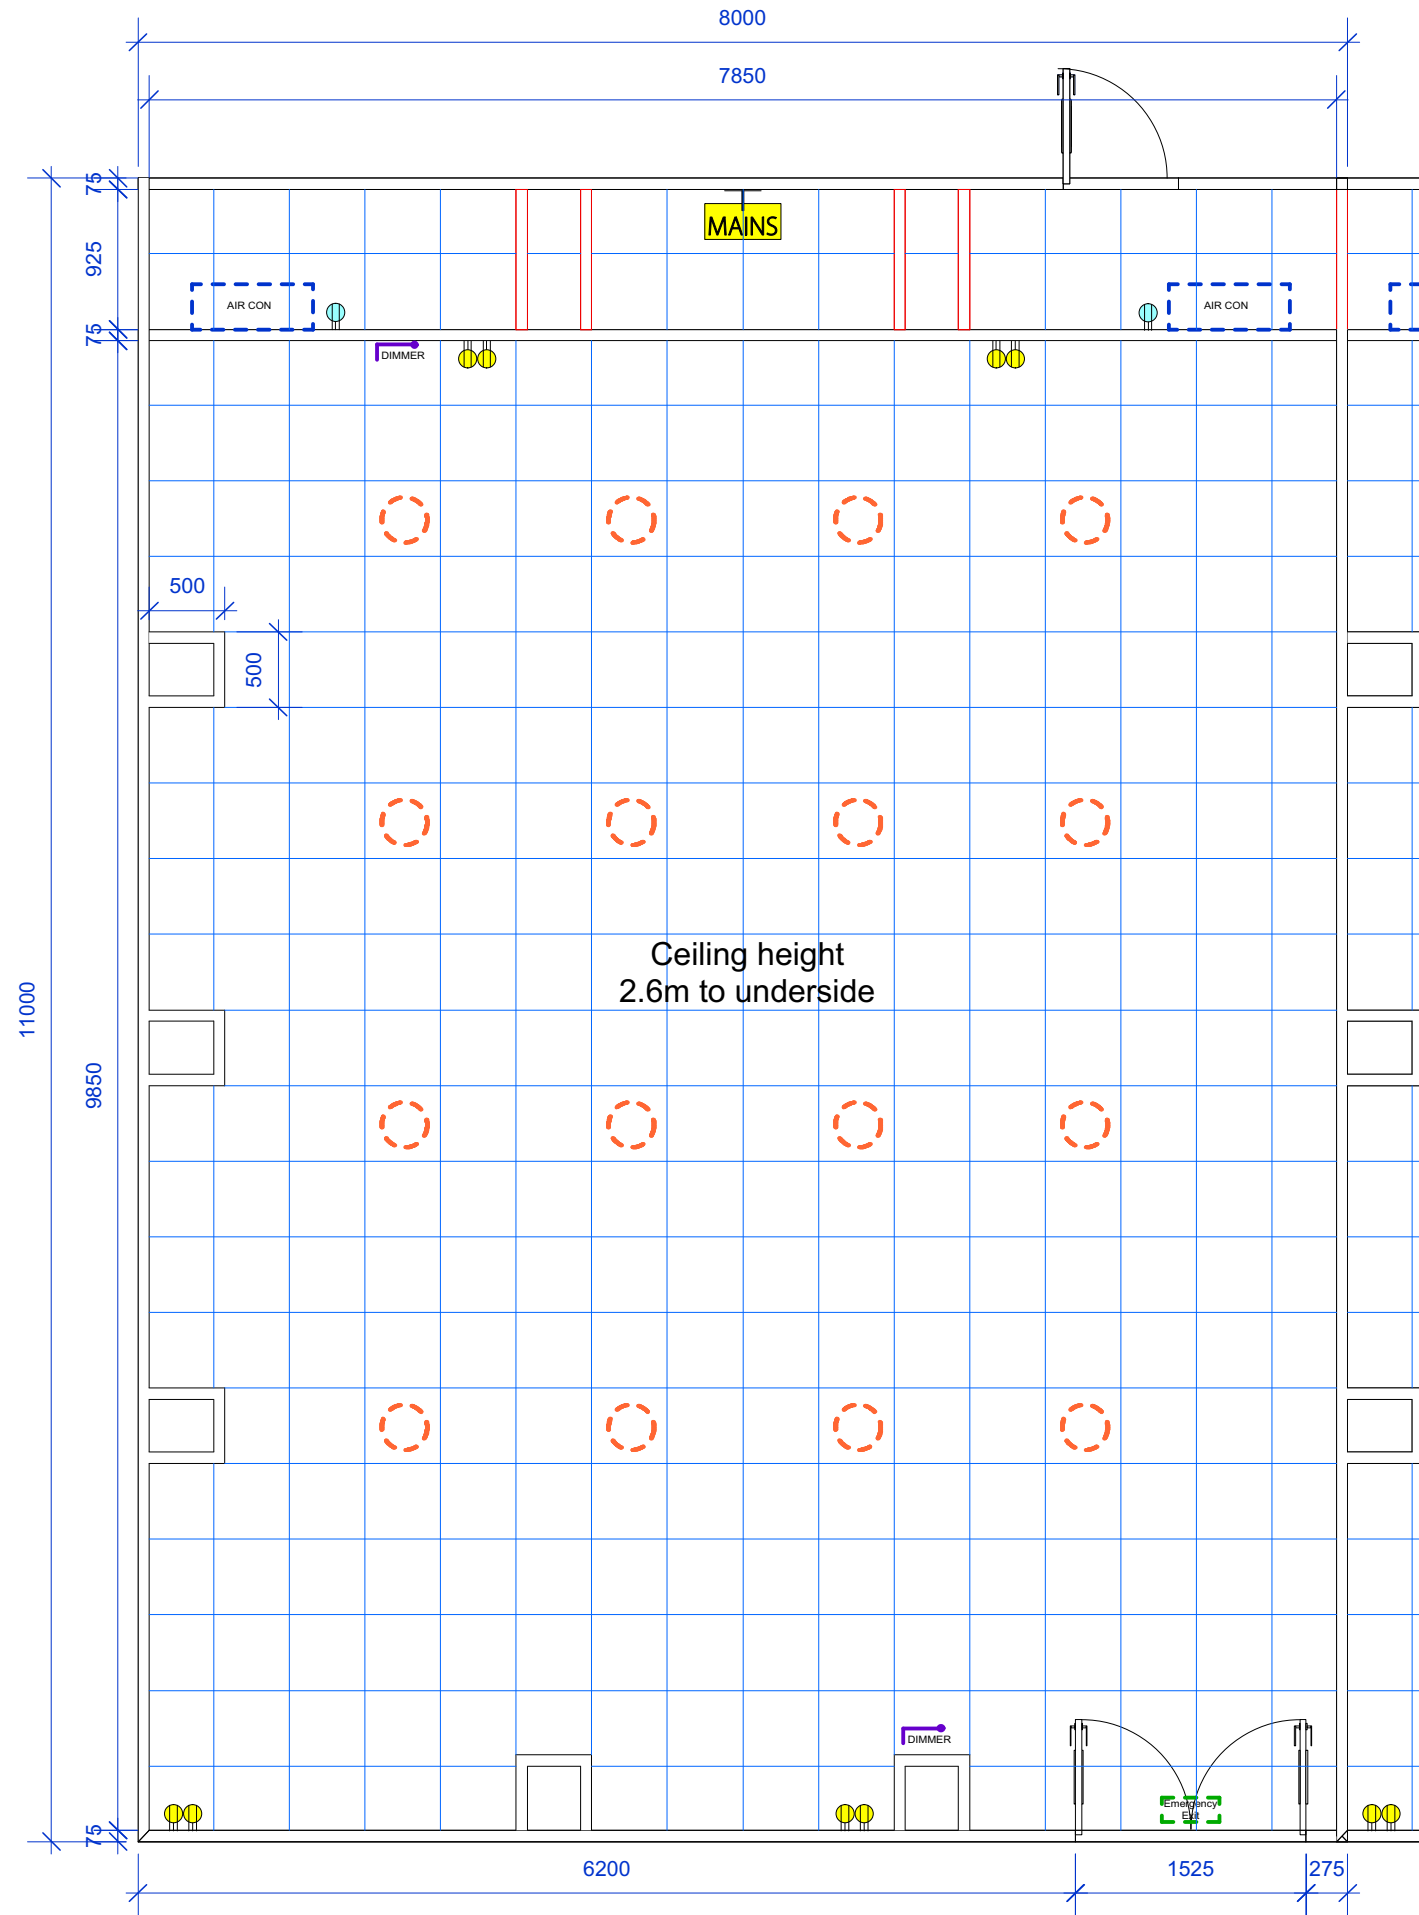 8000
7850
75
925
MAINS
AIR CON
AIR CON
75
DIMMER
500
500
Ceiling height
2.6m to underside
11000
9850
DIMMER
Emergency
Exit
75
6200
1525
275